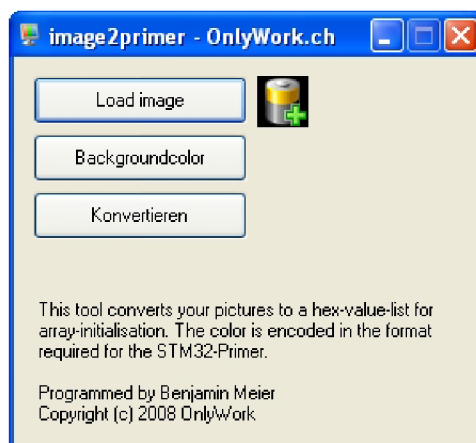 image2primer - OnlyWork.ch
Load image
Backgroundcolor
Konvertieren
This tool converts your pictures to a hex-value-list for
array-initialisation. The color is encoded in the format
required for the STM32-Primer.
Programmed by Benjamin Meier
Copyright (c) 2008 OnlyWork